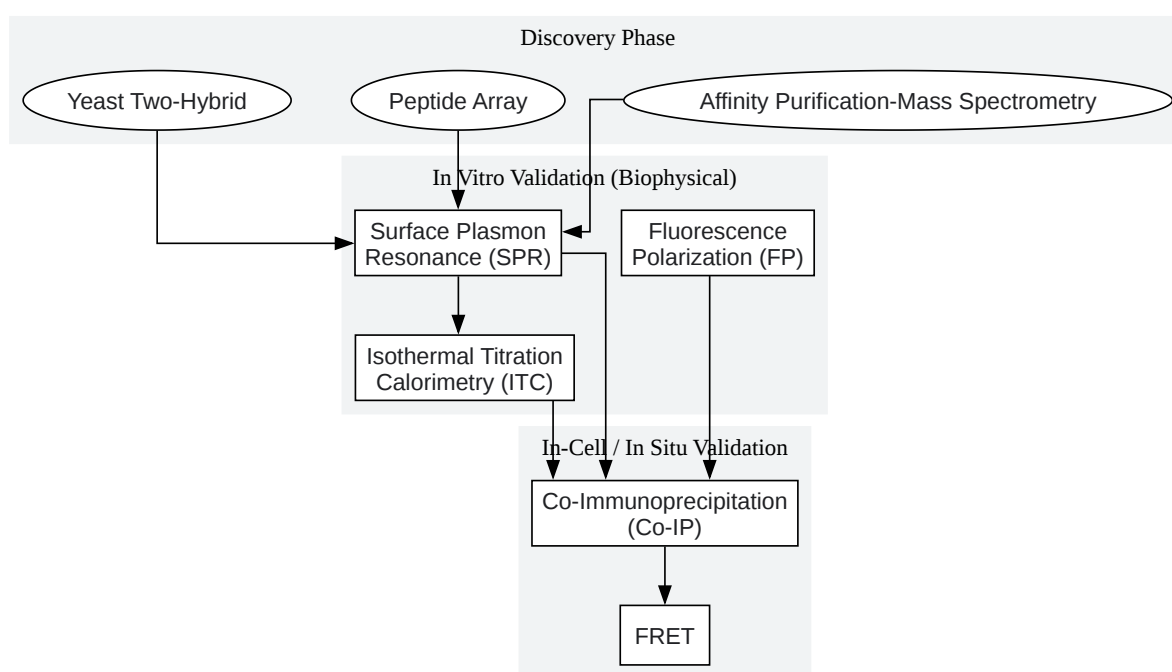 Discovery Phase
Yeast Two-Hybrid
Peptide Array
Affinity Purification-Mass Spectrometry
In Vitro Validation (Biophysical)
Surface Plasmon
Resonance (SPR)
Fluorescence
Polarization (FP)
Isothermal Titration
Calorimetry (ITC)
In-Cell / In Situ Validation
Co-Immunoprecipitation
(Co-IP)
FRET